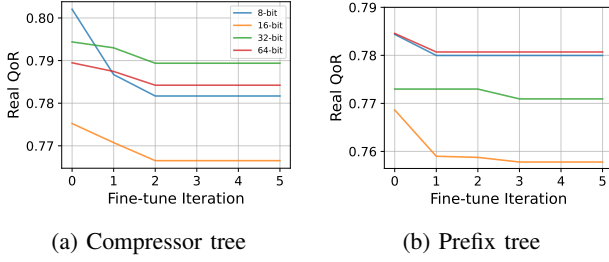 0.80
0.79
0.78
0.77
Real QoR
0 1 2 3 4 5
Fine-tune Iteration
8-bit
16-bit
32-bit
64-bit
(a) Compressor tree
0.79
0.78
0.77
0.76
Real QoR
0 1 2 3 4 5
Fine-tune Iteration
(b) Prefix tree